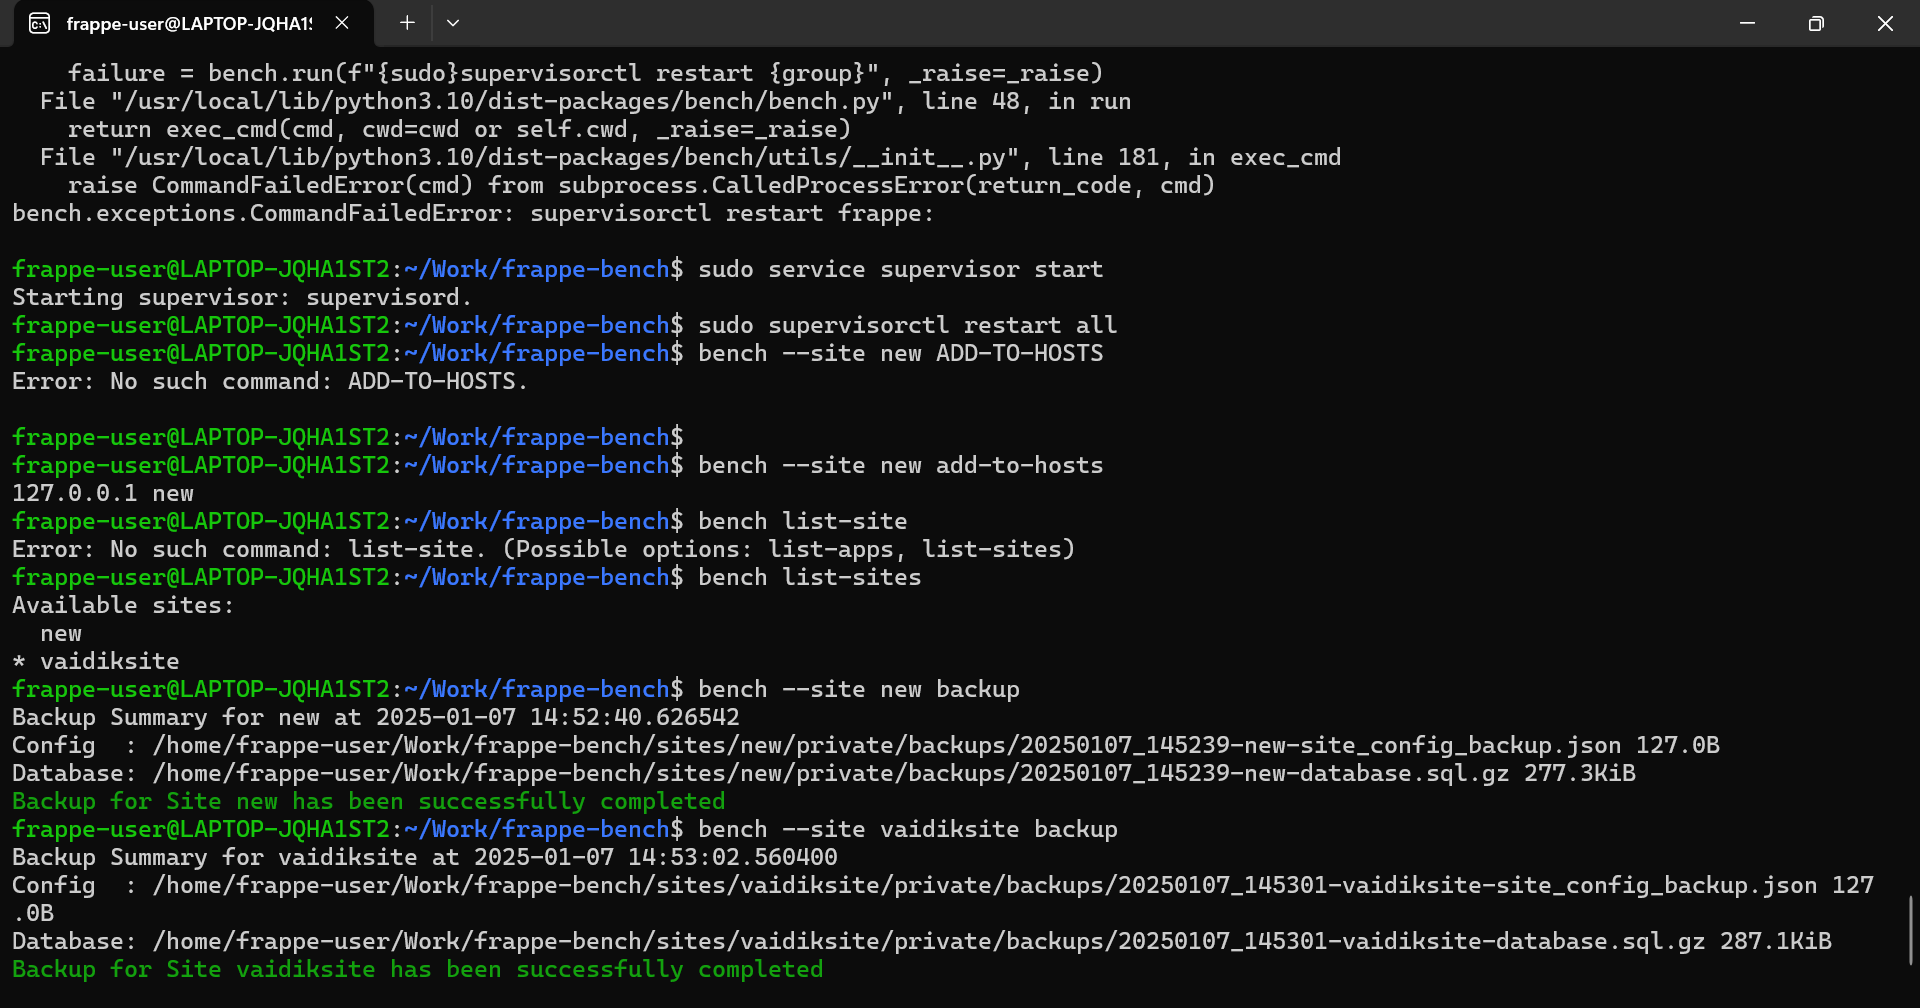 frappe-user@LAPTOP-JQHA1S
    failure = bench.run(f"{sudo}supervisorctl restart {group}", _raise=_raise)
  File "/usr/local/lib/python3.10/dist-packages/bench/bench.py", line 48, in run
    return exec_cmd(cmd, cwd=cwd or self.cwd, _raise=_raise)
  File "/usr/local/lib/python3.10/dist-packages/bench/utils/__init__.py", line 181, in exec_cmd
    raise CommandFailedError(cmd) from subprocess.CalledProcessError(return_code, cmd)
bench.exceptions.CommandFailedError: supervisorctl restart frappe:
frappe-user@LAPTOP-JQHA1ST2:~/Work/frappe-bench$ sudo service supervisor start
Starting supervisor: supervisord.
frappe-user@LAPTOP-JQHA1ST2:~/Work/frappe-bench$ sudo supervisorctl restart all
frappe-user@LAPTOP-JQHA1ST2:~/Work/frappe-bench$ bench --site new ADD-TO-HOSTS
Error: No such command: ADD-TO-HOSTS.
frappe-user@LAPTOP-JQHA1ST2:~/Work/frappe-bench$
frappe-user@LAPTOP-JQHA1ST2:~/Work/frappe-bench$ bench --site new add-to-hosts
127.0.0.1 new
frappe-user@LAPTOP-JQHA1ST2:~/Work/frappe-bench$ bench list-site
Error: No such command: list-site. (Possible options: list-apps, list-sites)
frappe-user@LAPTOP-JQHA1ST2:~/Work/frappe-bench$ bench list-sites
Available sites:
  new
* vaidiksite
frappe-user@LAPTOP-JQHA1ST2:~/Work/frappe-bench$ bench --site new backup
Backup Summary for new at 2025-01-07 14:52:40.626542
Config  : /home/frappe-user/Work/frappe-bench/sites/new/private/backups/20250107_145239-new-site_config_backup.json 127.0B
Database: /home/frappe-user/Work/frappe-bench/sites/new/private/backups/20250107_145239-new-database.sql.gz 277.3KiB
Backup for Site new has been successfully completed
frappe-user@LAPTOP-JQHA1ST2:~/Work/frappe-bench$ bench --site vaidiksite backup
Backup Summary for vaidiksite at 2025-01-07 14:53:02.560400
Config  : /home/frappe-user/Work/frappe-bench/sites/vaidiksite/private/backups/20250107_145301-vaidiksite-site_config_backup.json 127
.0B
Database: /home/frappe-user/Work/frappe-bench/sites/vaidiksite/private/backups/20250107_145301-vaidiksite-database.sql.gz 287.1KiB
Backup for Site vaidiksite has been successfully completed